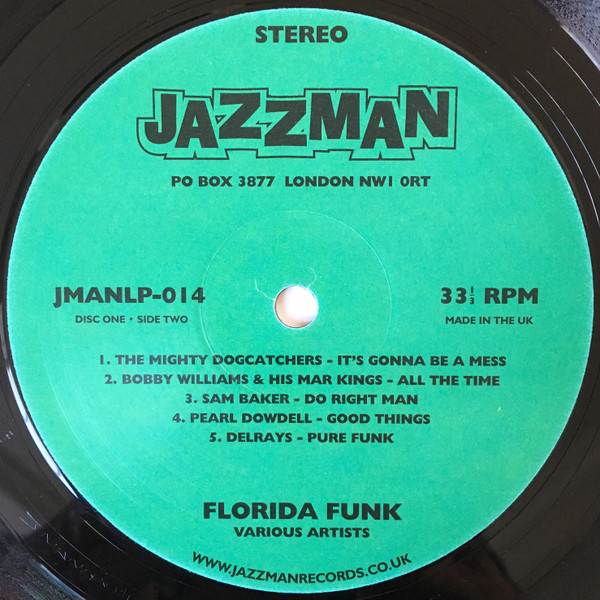 STEREO
JAZZMAN
PO BOX 3877 LONDON NW1 0RT
JMANLP-014
33⅓ RPM
DISC ONE • SIDE TWO
MADE IN THE UK
1. THE MIGHTY DOGCATCHERS - IT'S GONNA BE A MESS
2. BOBBY WILLIAMS & HIS MAR KINGS - ALL THE TIME
3. SAM BAKER - DO RIGHT MAN
4. PEARL DOWDELL - GOOD THINGS
5. DELRAYS - PURE FUNK
FLORIDA FUNK
VARIOUS ARTISTS
WWW.JAZZMANRECORDS.CO.UK